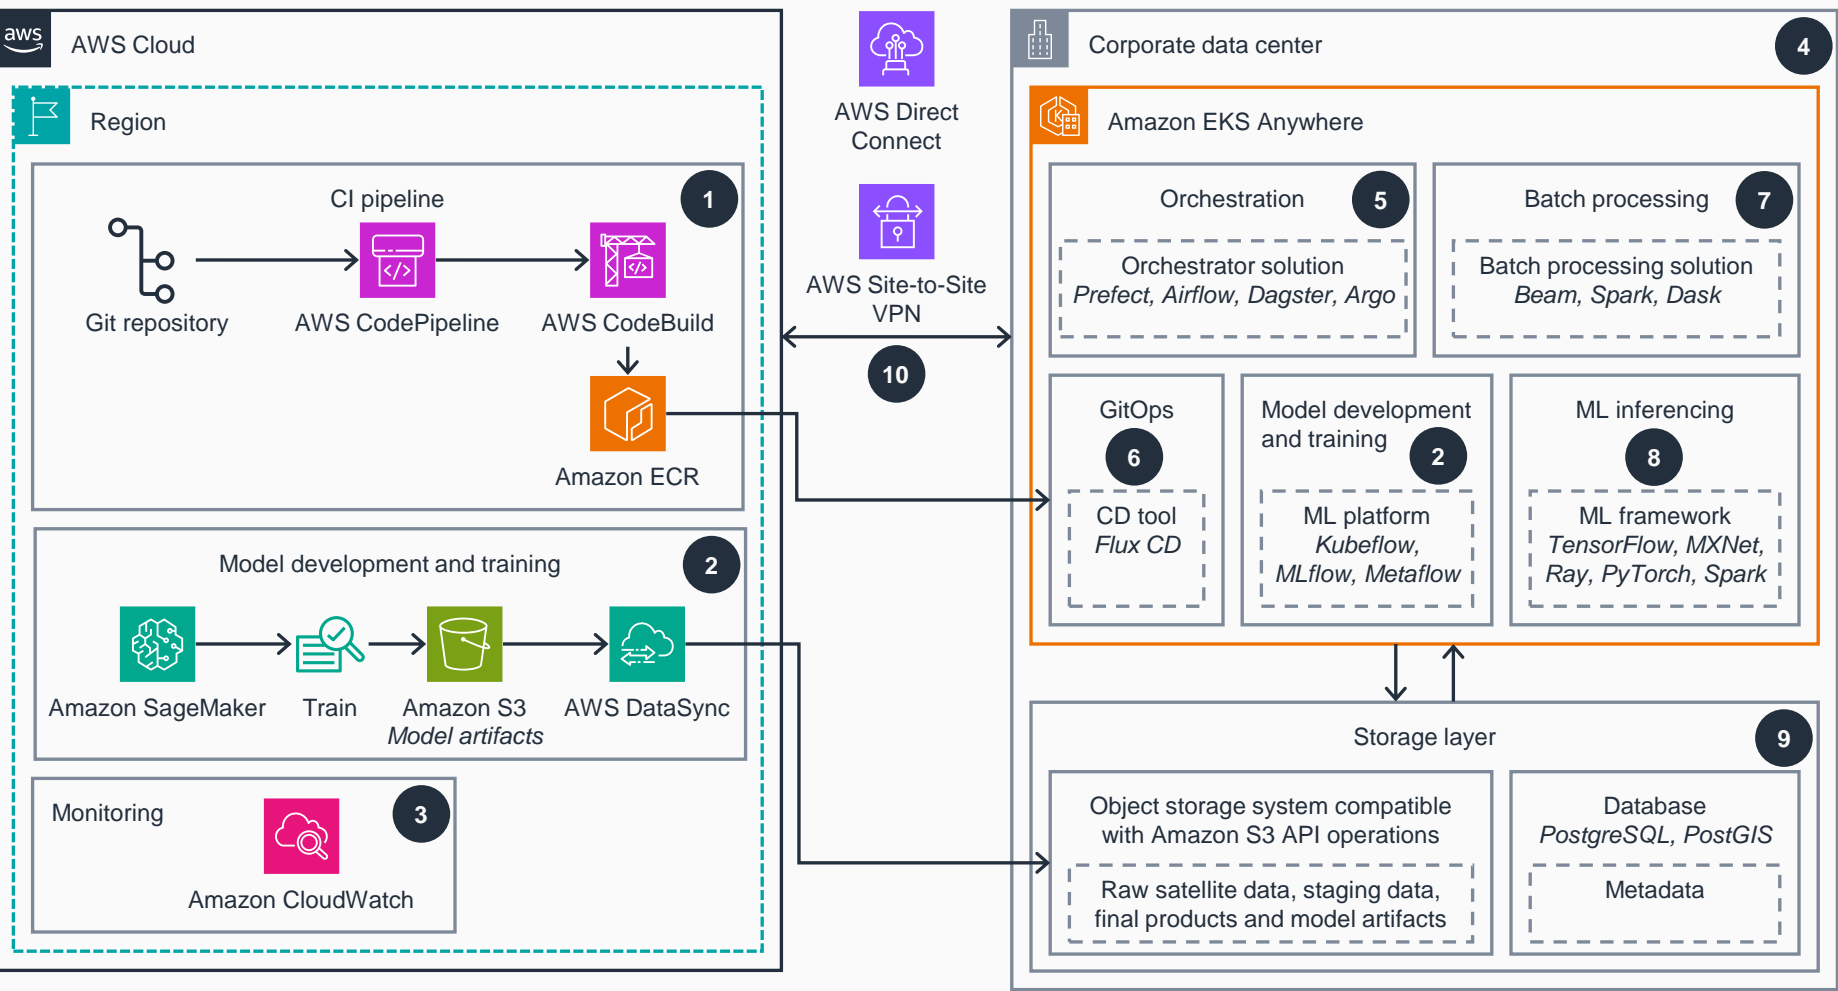 aws
AWS Cloud
Region
CI pipeline
1
Git repository
AWS CodePipeline
AWS CodeBuild
Amazon ECR
Model development and training
2
Amazon SageMaker
Train
Amazon S3
Model artifacts
AWS DataSync
Monitoring
3
Amazon CloudWatch
AWS Direct
Connect
AWS Site-to-Site
VPN
10
Corporate data center
4
Amazon EKS Anywhere
Orchestration
5
Orchestrator solution
Prefect, Airflow, Dagster, Argo
Batch processing
7
Batch processing solution
Beam, Spark, Dask
GitOps
6
CD tool
Flux CD
Model development
and training
2
ML platform
Kubeflow,
MLflow, Metaflow
ML inferencing
8
ML framework
TensorFlow, MXNet,
Ray, PyTorch, Spark
Storage layer
9
Object storage system compatible
with Amazon S3 API operations
Raw satellite data, staging data,
final products and model artifacts
Database
PostgreSQL, PostGIS
Metadata